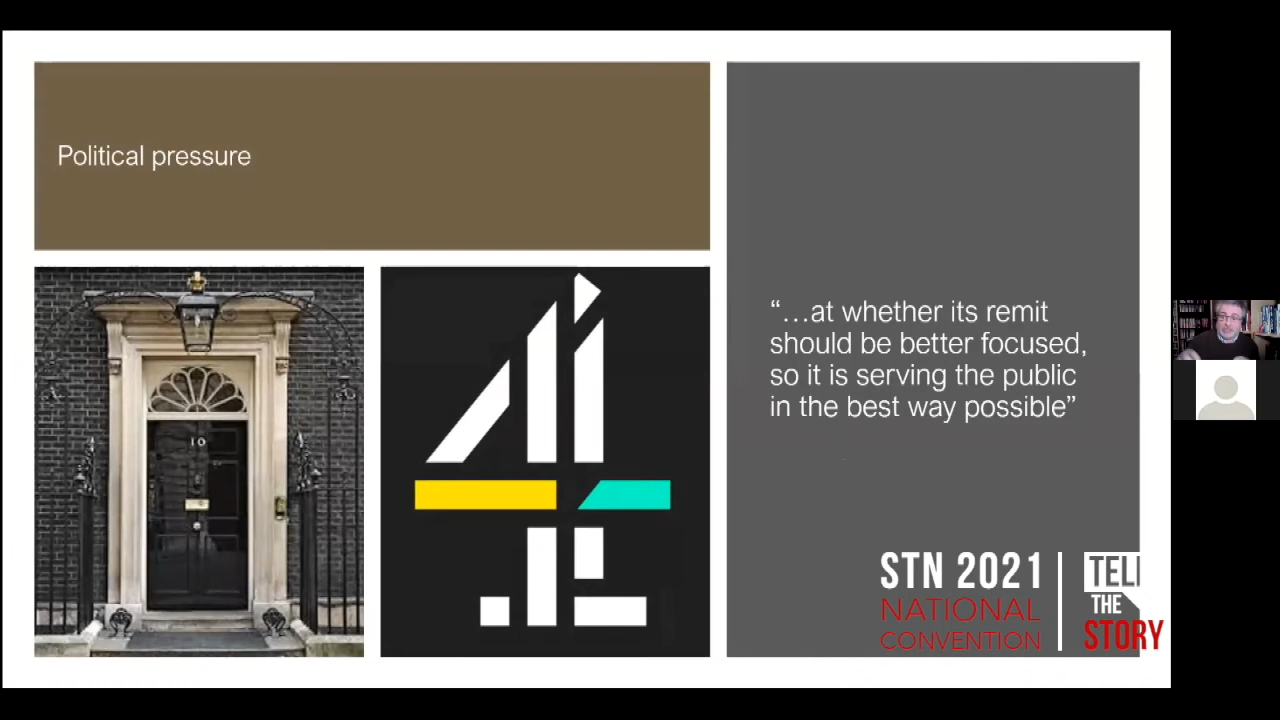 Political pressure
10
“…at whether its remit
should be better focused,
so it is serving the public
in the best way possible”
STN 2021
NATIONAL
CONVENTION
TELL
THE
STORY